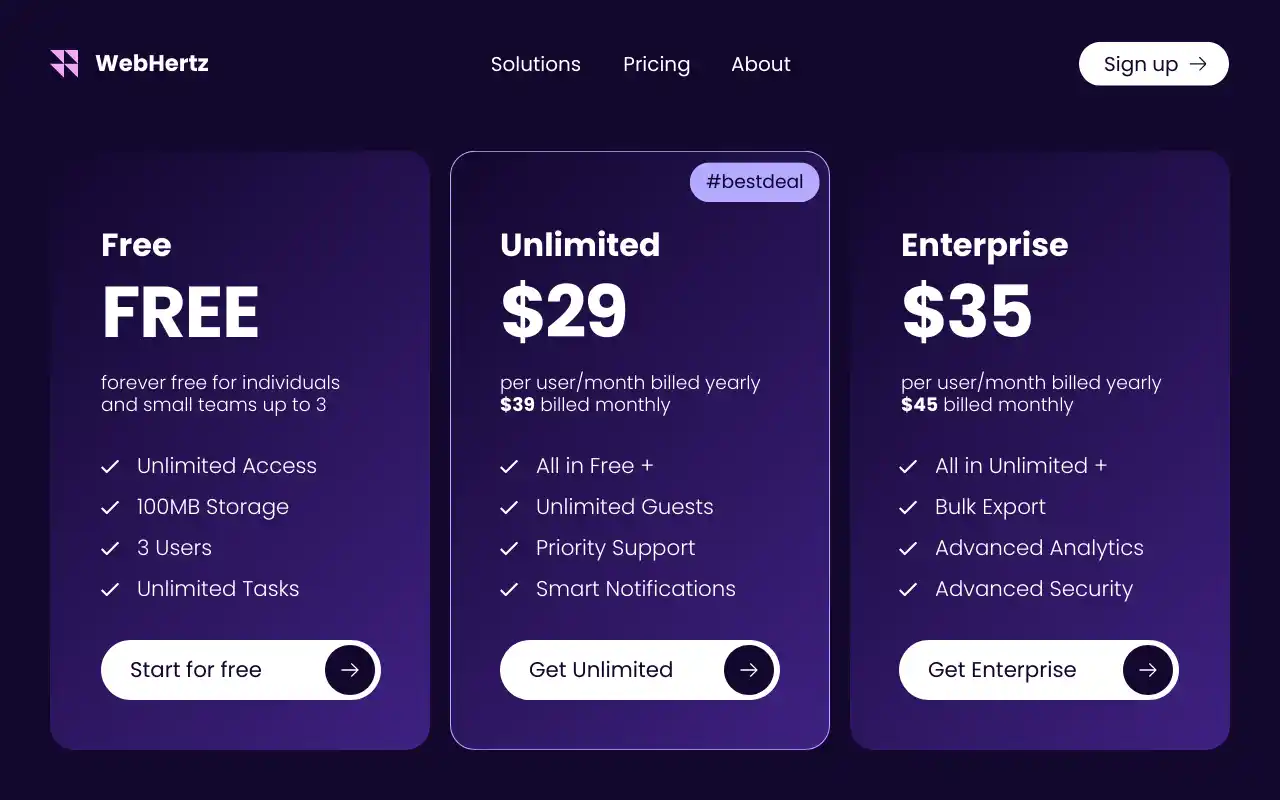 WebHertz
Solutions Pricing About
Sign up →
Free
FREE
forever free for individuals
and small teams up to 3
Unlimited Access
100MB Storage
3 Users
Unlimited Tasks
Start for free →
#bestdeal
Unlimited
$29
per user/month billed yearly
$39 billed monthly
All in Free +
Unlimited Guests
Priority Support
Smart Notifications
Get Unlimited →
Enterprise
$35
per user/month billed yearly
$45 billed monthly
All in Unlimited +
Bulk Export
Advanced Analytics
Advanced Security
Get Enterprise →